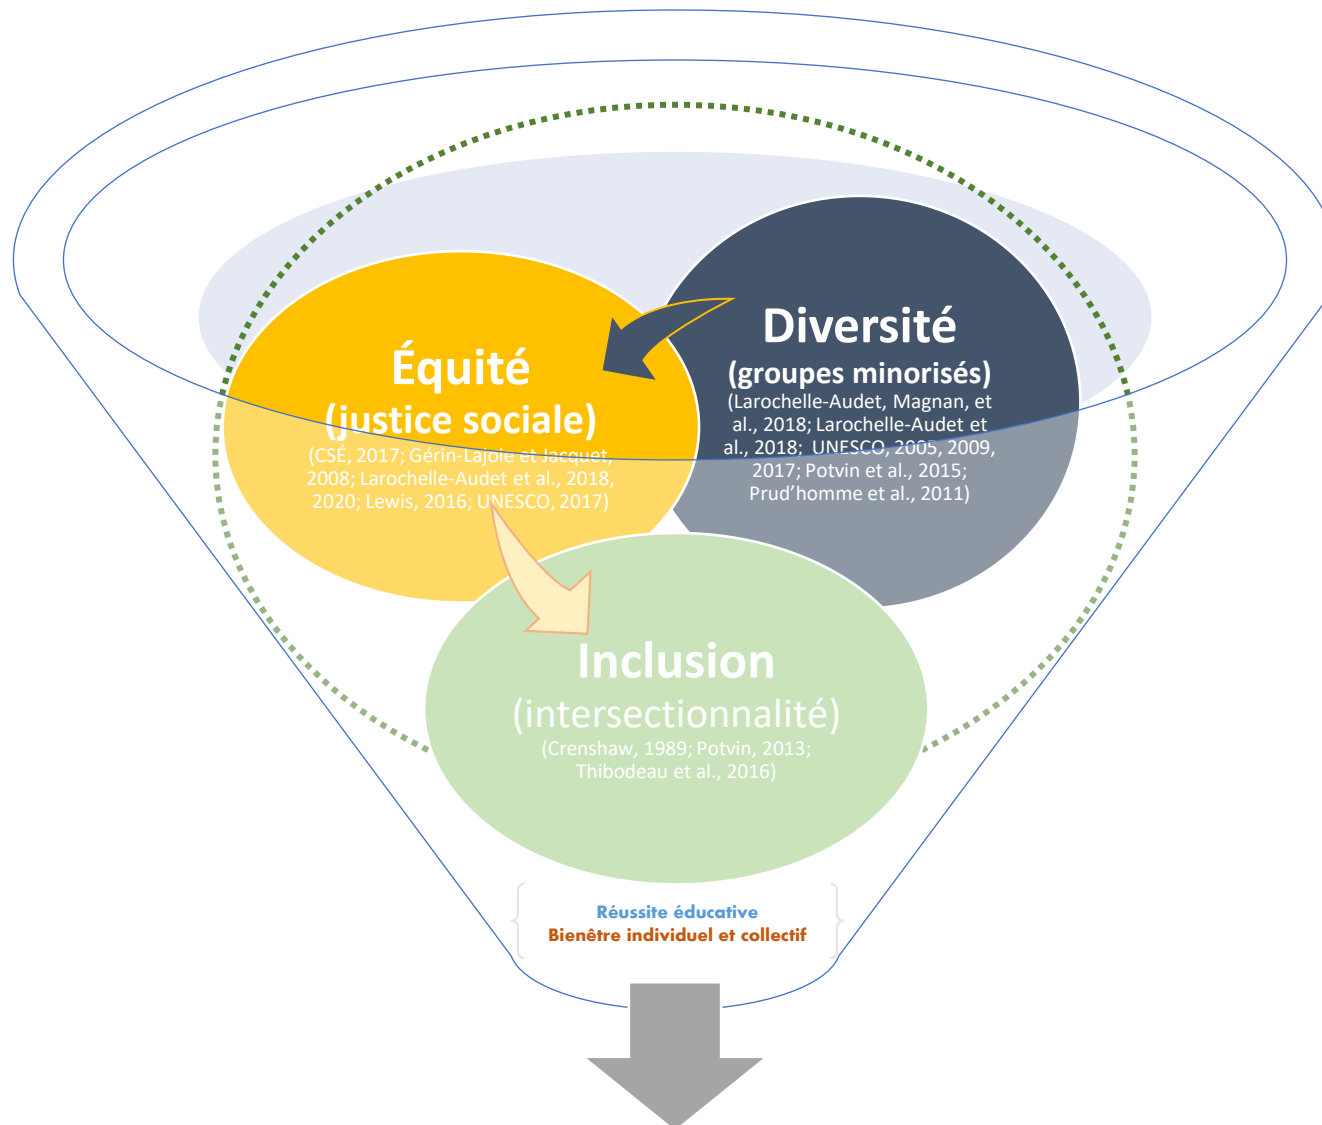 Équité
(justice sociale)
(CSÉ, 2017; Gérin-Lajoie et Jacquet,
2008; Larochelle-Audet et al., 2018,
2020; Lewis, 2016; UNESCO, 2017)
Diversité
(groupes minorisés)
(Larochelle-Audet, Magnan, et
al., 2018; Larochelle-Audet et
al., 2018; UNESCO, 2005, 2009,
2017; Potvin et al., 2015;
Prud’homme et al., 2011)
Inclusion
(intersectionnalité)
(Crenshaw, 1989; Potvin, 2013;
Thibodeau et al., 2016)
Réussite éducative
Bienêtre individuel et collectif